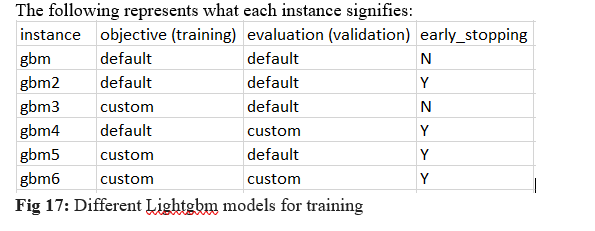 The following represents what each instance signifies:
instance objective (training) evaluation (validation) early_stopping
gbm default default N
gbm2 default default Y
gbm3 custom default N
gbm4 default custom Y
gbm5 custom default Y
gbm6 custom custom Y
Fig 17: Different Lightgbm models for training